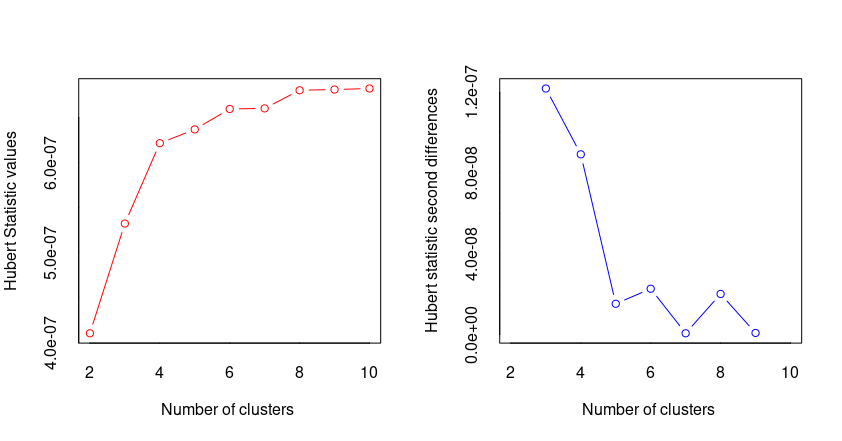 Hubert Statistic values
4.0e-07 5.0e-07 6.0e-07
2 4 6 8 10
Number of clusters
Hubert statistic second differences
0.0e+00 4.0e-08 8.0e-08 1.2e-07
2 4 6 8 10
Number of clusters